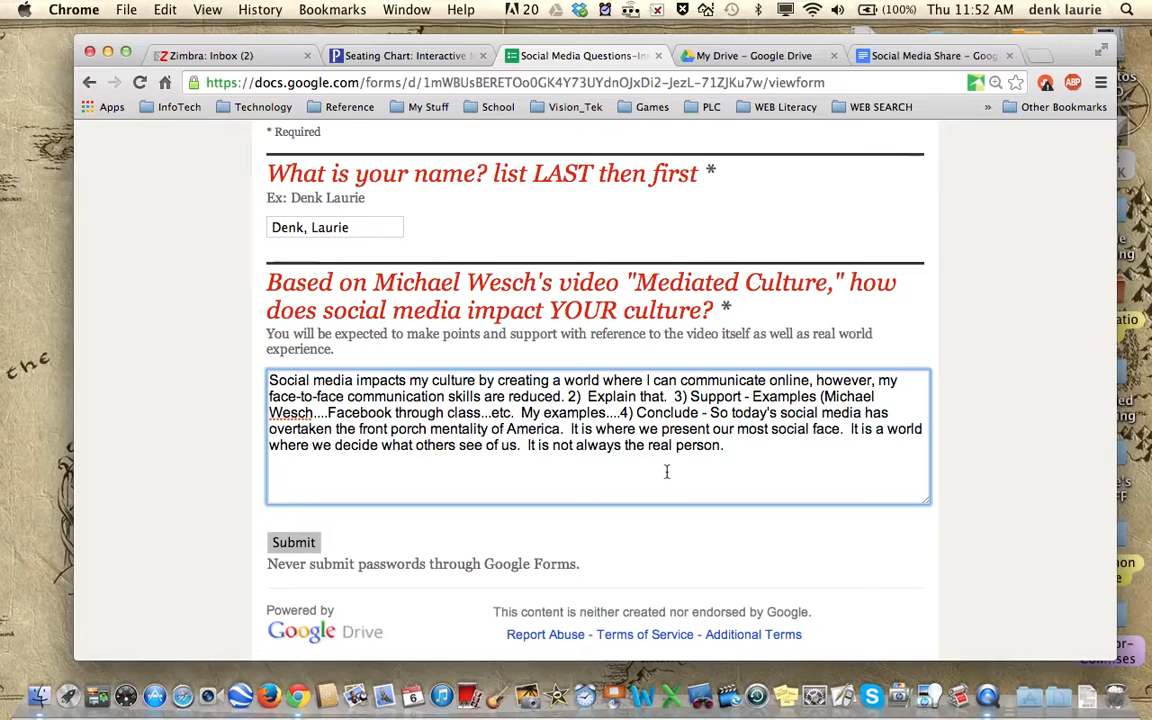 Chrome File Edit View History Bookmarks Window Help 20 (100%) Thu 11:52 AM denk laurie
Zimbra: Inbox (2) Seating Chart: Interactive Social Media Questions-Im My Drive – Google Drive Social Media Share – Goog
https://docs.google.com/forms/d/1mWBUsBERETOo0GK4Y73UYdnOJxDi2-JezL-71ZJKu7w/viewform
Apps InfoTech Technology Reference My Stuff School Vision_Tek Games PLC WEB Literacy WEB SEARCH » Other Bookmarks
* Required
What is your name? list LAST then first *
Ex: Denk Laurie
Denk, Laurie
Based on Michael Wesch's video "Mediated Culture," how
does social media impact YOUR culture? *
You will be expected to make points and support with reference to the video itself as well as real world
experience.
Social media impacts my culture by creating a world where I can communicate online, however, my
face-to-face communication skills are reduced. 2)  Explain that.  3) Support - Examples (Michael
Wesch....Facebook through class...etc.  My examples....4) Conclude - So today's social media has
overtaken the front porch mentality of America.  It is where we present our most social face.  It is a world
where we decide what others see of us.  It is not always the real person.
Submit
Never submit passwords through Google Forms.
Powered by
Google Drive
This content is neither created nor endorsed by Google.
Report Abuse - Terms of Service - Additional Terms
the